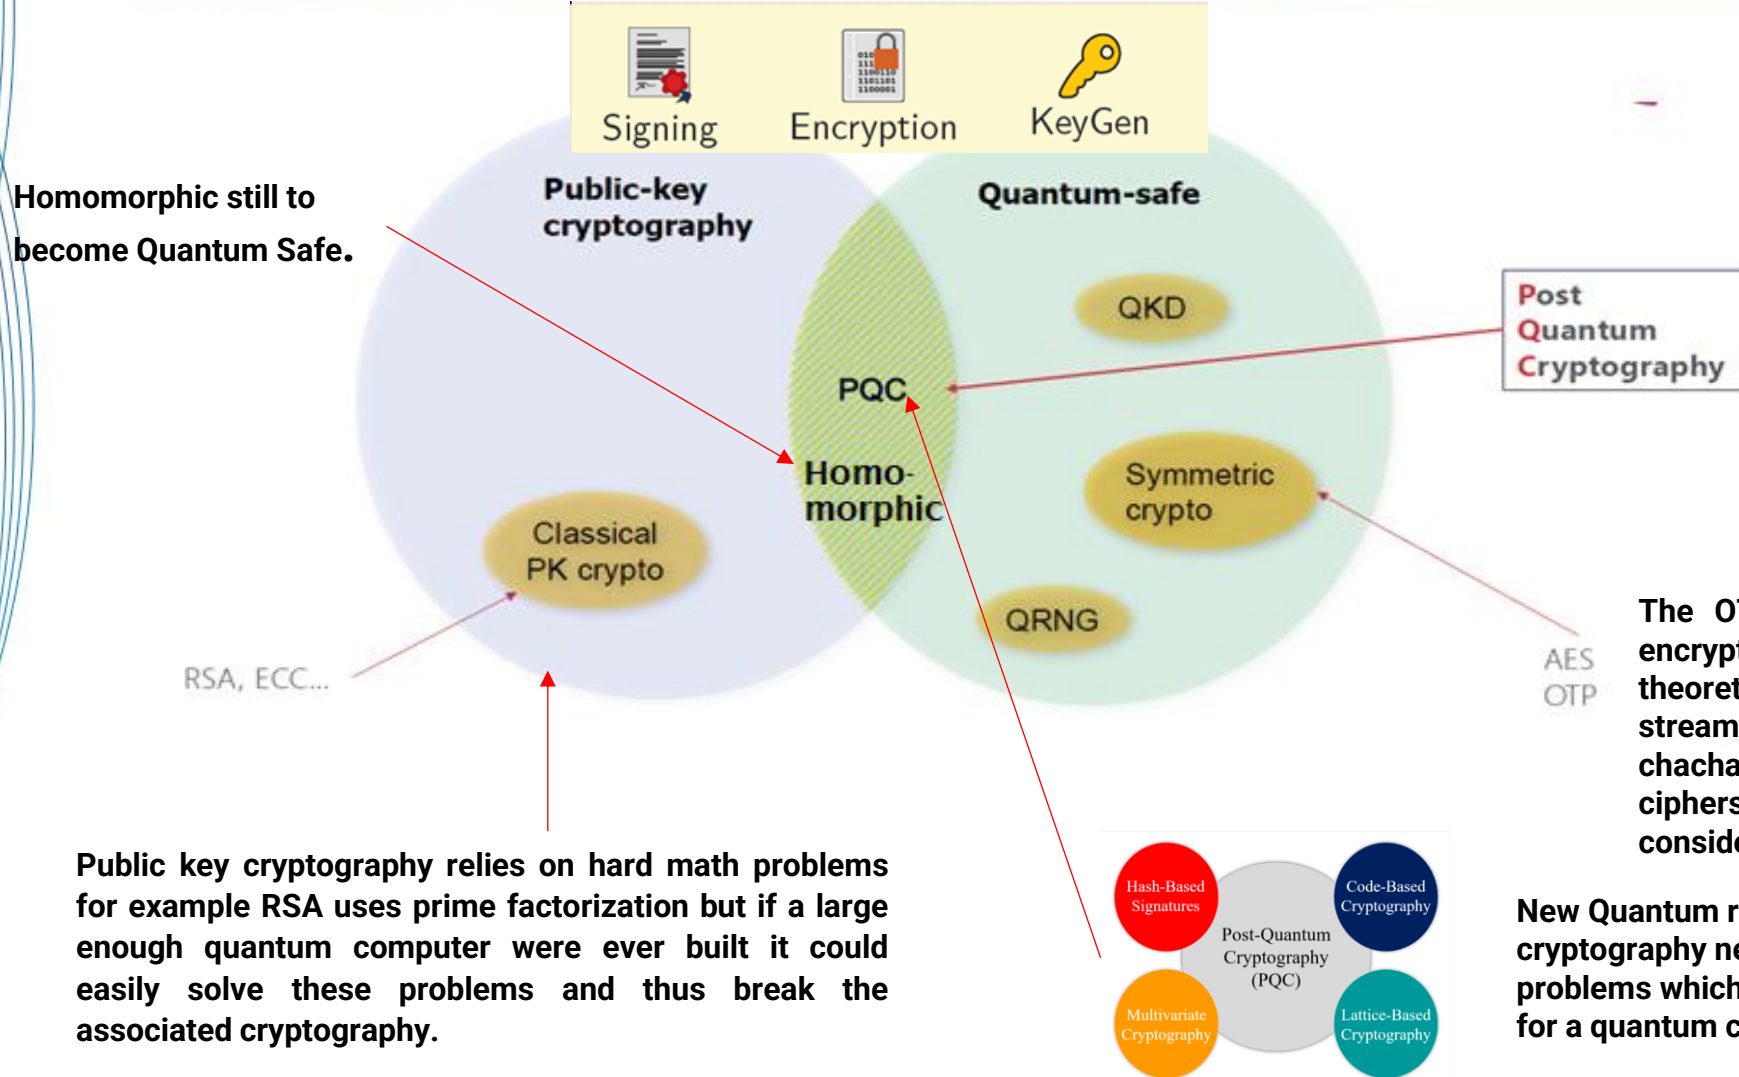 Signing
Encryption
KeyGen
Homomorphic still to
become Quantum Safe.
Public-key
cryptography
Quantum-safe
QKD
Post
Quantum
Cryptography
PQC
Homo-
morphic
Symmetric
crypto
Classical
PK crypto
QRNG
RSA, ECC...
AES
OTP
The
encrypt
theoret
stream
chacha
ciphers
conside
Public key cryptography relies on hard math problems
for example RSA uses prime factorization but if a large
enough quantum computer were ever built it could
easily solve these problems and thus break the
associated cryptography.
Hash-Based
Signatures
Code-Based
Cryptography
Post-Quantum
Cryptography
(PQC)
Multivariate
Cryptography
Lattice-Based
Cryptography
New Quantum r
cryptography ne
problems which
for a quantum c